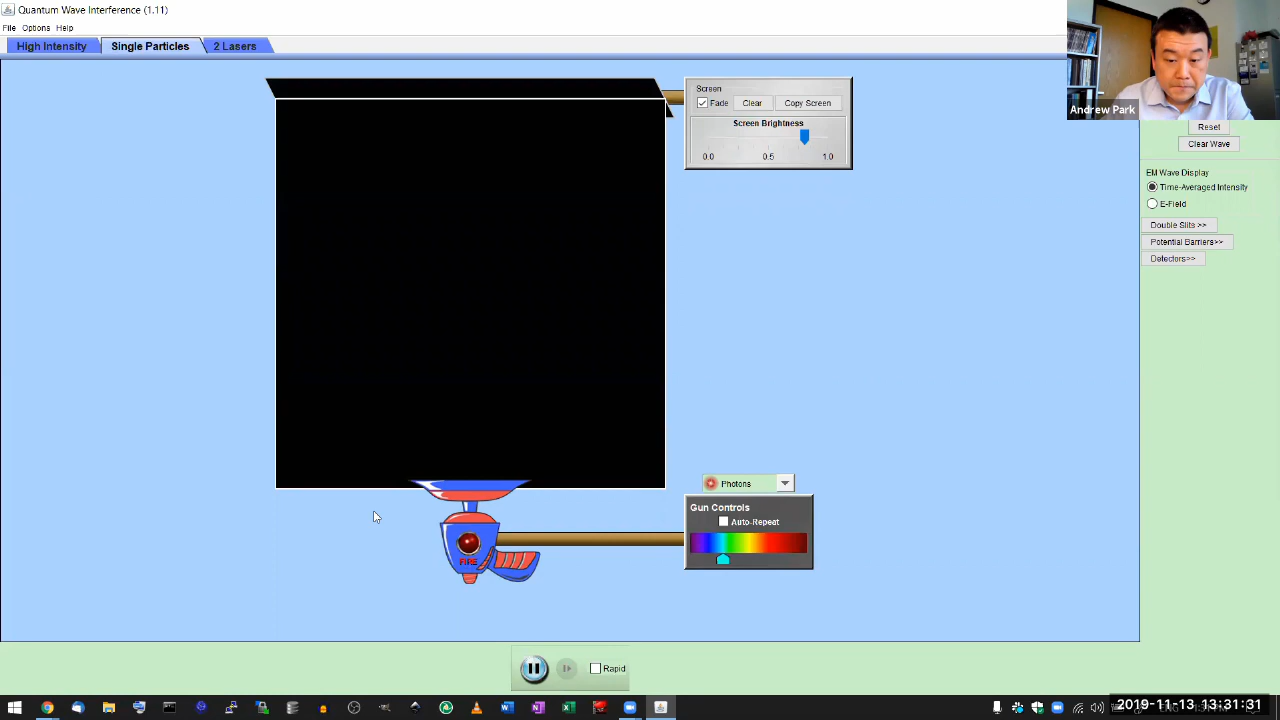 Quantum Wave Interference (1.11)
File Options Help
High Intensity Single Particles 2 Lasers
Screen
Fade Clear Copy Screen
Screen Brightness
0.0 0.5 1.0
Andrew Park
Reset
Clear Wave
EM Wave Display
Time-Averaged Intensity
E-Field
Double Slits >>
Potential Barriers>>
Detectors>>
Photons
Gun Controls
Auto-Repeat
FIRE
Rapid
2019-11-13 13:31:31